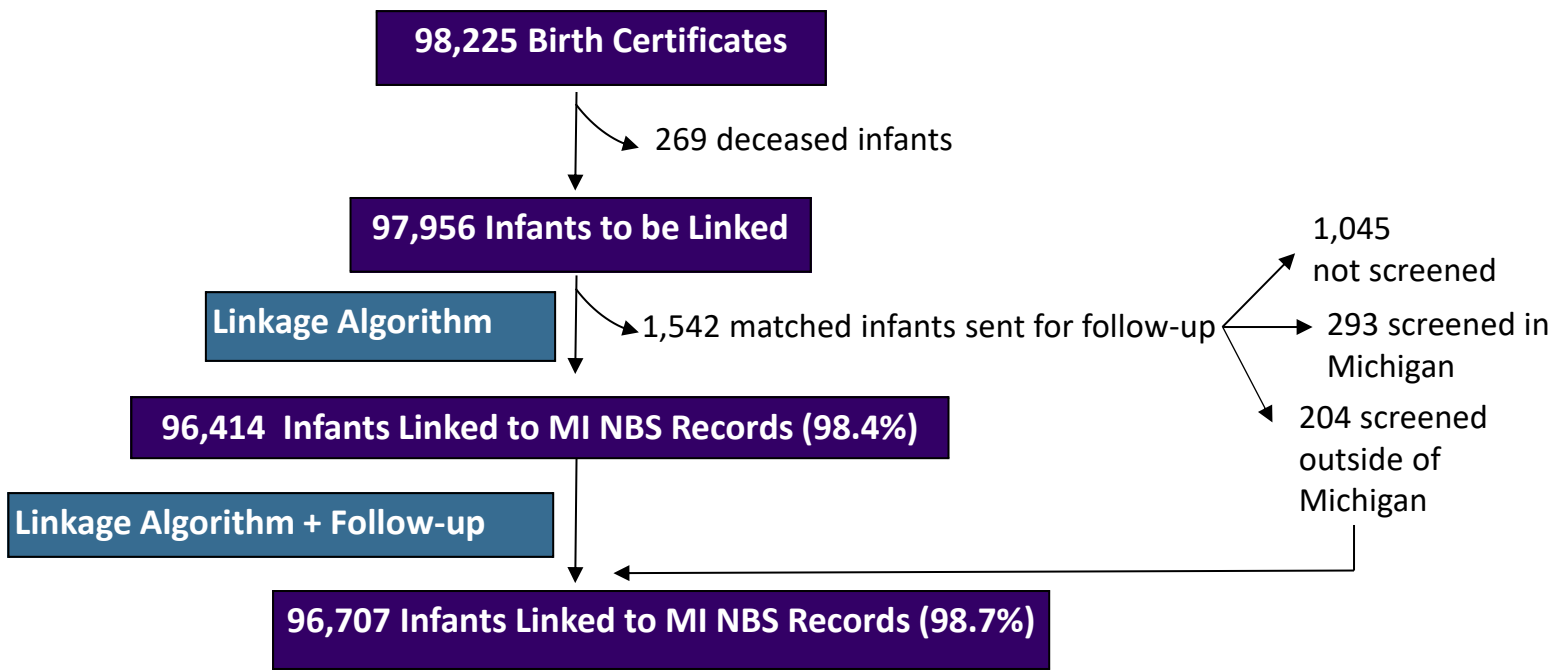 98,225 Birth Certificates
269 deceased infants
97,956 Infants to be Linked
Linkage Algorithm
1,542 matched infants sent for follow-up
1,045
not screened
293 screened in
Michigan
204 screened
outside of
Michigan
96,414 Infants Linked to MI NBS Records (98.4%)
Linkage Algorithm + Follow-up
96,707 Infants Linked to MI NBS Records (98.7%)